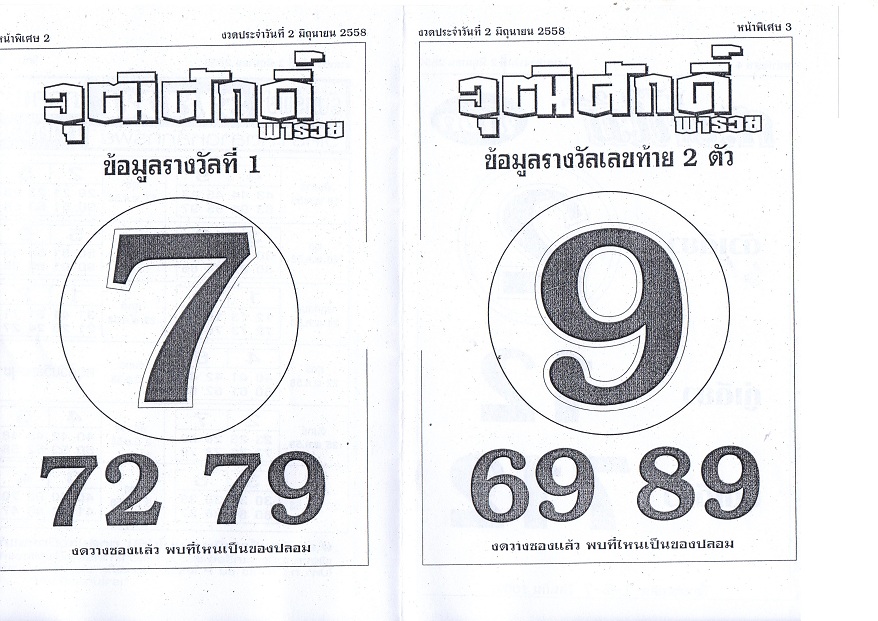 หน้าพิเศษ 2
งวดประจำวันที่ 2 มิถุนายน 2558
วุฒิศักดิ์
พารวย
ข้อมูลรางวัลที่ 1
7
72 79
งดวางซองแล้ว พบที่ไหนเป็นของปลอม
งวดประจำวันที่ 2 มิถุนายน 2558
หน้าพิเศษ 3
วุฒิศักดิ์
พารวย
ข้อมูลรางวัลเลขท้าย 2 ตัว
9
69 89
งดวางซองแล้ว พบที่ไหนเป็นของปลอม